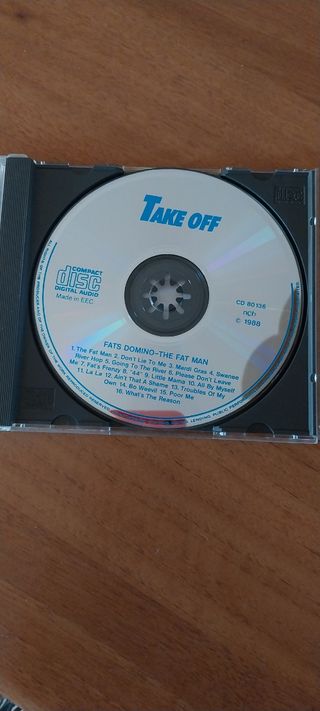 TAKE OFF
COMPACT
disc
DIGITAL AUDIO
Made in EEC
CD 80136
nch
© 1988
FATS DOMINO-THE FAT MAN
1. The Fat Man 2. Don't Lie To Me 3. Mardi Gras 4. Swanee
River Hop 5. Going To The River 6. Please Don't Leave
Me 7. Fat's Frenzy 8. "44" 9. Little Mama 10. All By Myself
11. La La 12. Ain't That A Shame 13. Troubles Of My
Own 14. Bo Weevil 15. Poor Me
16. What's The Reason